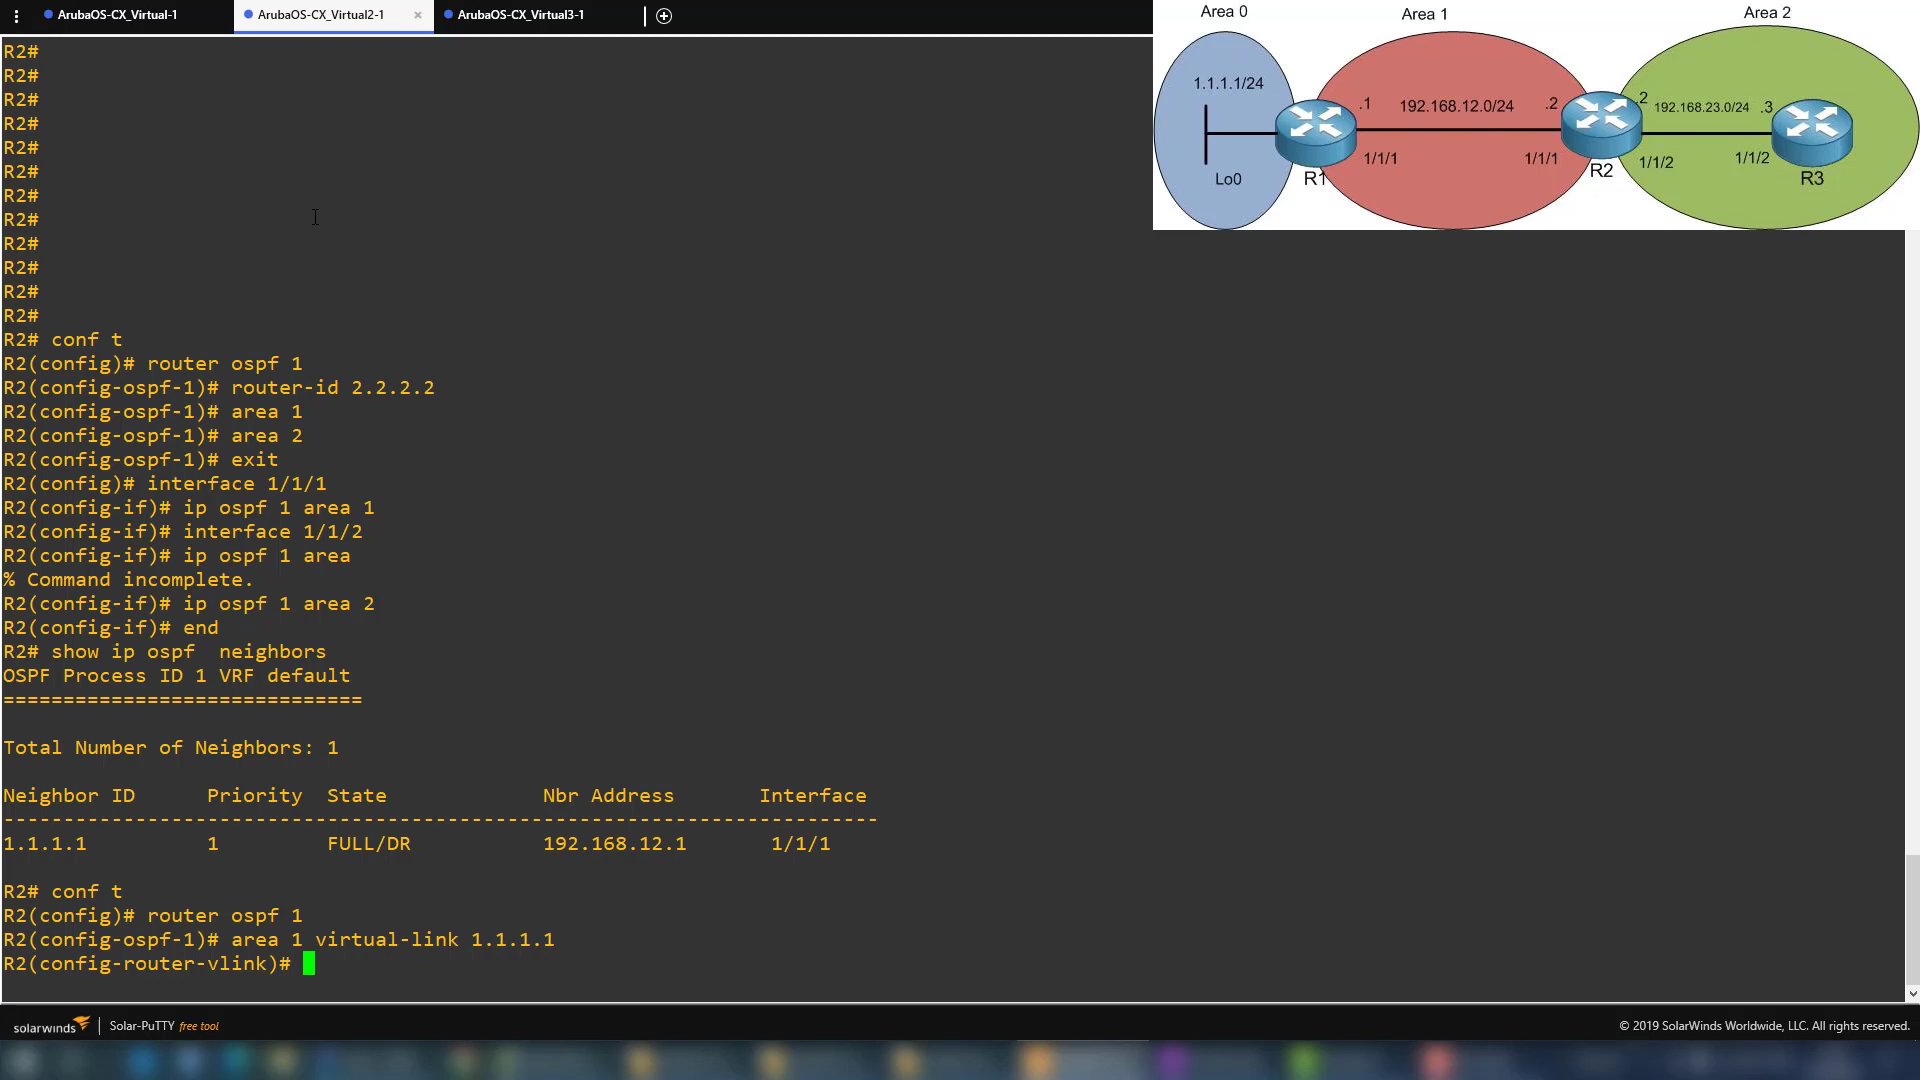 ArubaOS-CX_Virtual-1
ArubaOS-CX_Virtual2-1
ArubaOS-CX_Virtual3-1
R2#
R2#
R2#
R2#
R2#
R2#
R2#
R2#
R2#
R2#
R2#
R2#
R2# conf t
R2(config)# router ospf 1
R2(config-ospf-1)# router-id 2.2.2.2
R2(config-ospf-1)# area 1
R2(config-ospf-1)# area 2
R2(config-ospf-1)# exit
R2(config)# interface 1/1/1
R2(config-if)# ip ospf 1 area 1
R2(config-if)# interface 1/1/2
R2(config-if)# ip ospf 1 area
% Command incomplete.
R2(config-if)# ip ospf 1 area 2
R2(config-if)# end
R2# show ip ospf  neighbors
OSPF Process ID 1 VRF default
==============================
Total Number of Neighbors: 1
Neighbor ID      Priority  State             Nbr Address       Interface
-------------------------------------------------------------------------
1.1.1.1          1         FULL/DR           192.168.12.1       1/1/1
R2# conf t
R2(config)# router ospf 1
R2(config-ospf-1)# area 1 virtual-link 1.1.1.1
R2(config-router-vlink)#
Area 0
Area 1
Area 2
1.1.1.1/24
.1
192.168.12.0/24
.2
.2
192.168.23.0/24
.3
1/1/1
1/1/1
1/1/2
1/1/2
Lo0
R1
R2
R3
solarwinds
Solar-PuTTY free tool
© 2019 SolarWinds Worldwide, LLC. All rights reserved.